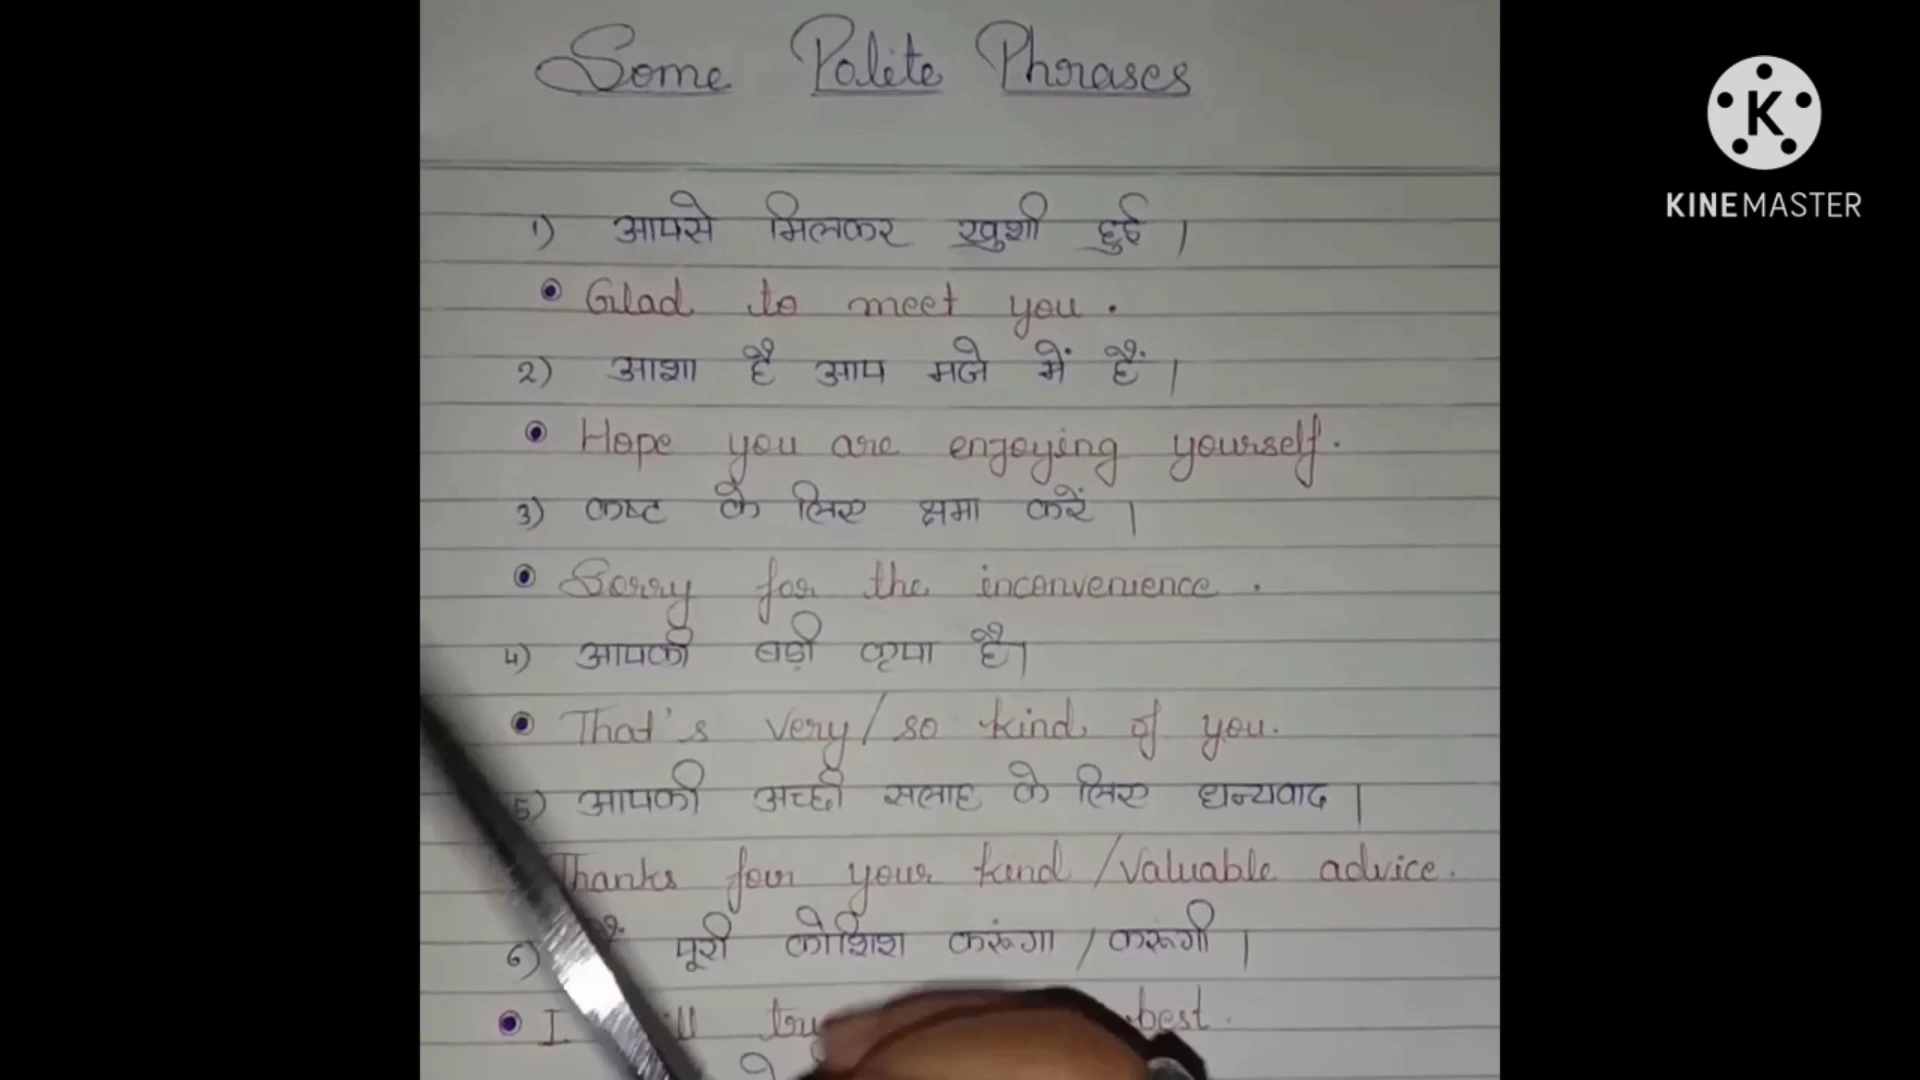 Some Polite Phrases
K
KINEMASTER
1) आपसे मिलकर खुशी हुई |
Glad to meet you.
2) आशा है आप मजे में हैं |
Hope you are enjoying yourself.
3) कष्ट के लिए क्षमा करें |
Sorry for the inconvenience.
4) आपकी बड़ी कृपा है|
That's very/so kind of you.
5) आपकी अच्छी सलाह के लिए धन्यवाद |
Thanks for your kind / valuable advice.
6) पूरी कोशिश करूंगा / करूंगी |
I try best.